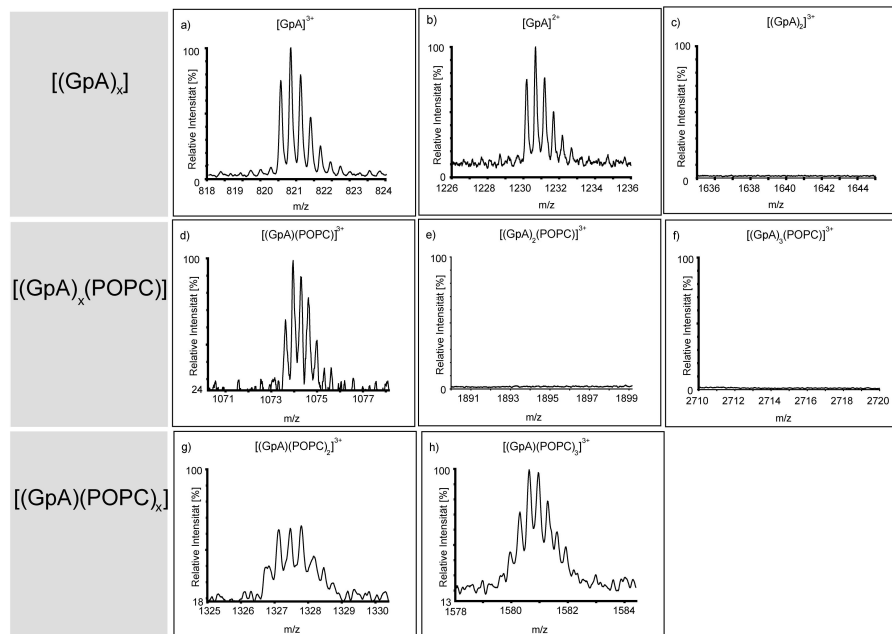 [(GpA)x]
a) [GpA]3+
Relative Intensität [%]
100
0
818 819 820 821 822 823 824
m/z
b) [GpA]2+
Relative Intensität [%]
100
0
1226 1228 1230 1232 1234 1236
m/z
c) [(GpA)2]3+
Relative Intensität [%]
100
0
1636 1638 1640 1642 1644
m/z
[(GpA)x(POPC)]
d) [(GpA)(POPC)]3+
Relative Intensität [%]
100
24
1071 1073 1075 1077
m/z
e) [(GpA)2(POPC)]3+
Relative Intensität [%]
100
0
1891 1893 1895 1897 1899
m/z
f) [(GpA)3(POPC)]3+
Relative Intensität [%]
100
0
2710 2712 2714 2716 2718 2720
m/z
[(GpA)(POPC)x]
g) [(GpA)(POPC)2]3+
Relative Intensität [%]
100
18
1325 1326 1327 1328 1329 1330
m/z
h) [(GpA)(POPC)3]3+
Relative Intensität [%]
100
13
1578 1580 1582 1584
m/z